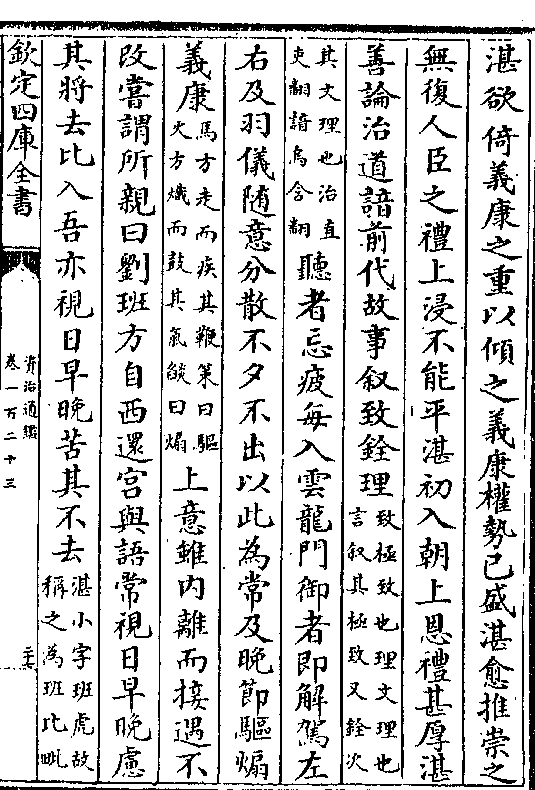 湛欲倚義康之重以傾之義康權勢已盛湛愈推崇之
無復人臣之禮上浸不能平湛初入朝上恩禮甚厚湛
善論治道諳前代故事叙致銓理致極致也理文理也言叙其極致又銓次
其文理也治直吏翻諳烏含翻聽者忘疲每入雲龍門御者即解駕左
右及羽儀随意分散不夕不出以此為常及晚節驅煽
義康馬方走而疾其鞭策曰驅火方熾而鼓其氣燄曰煽上意雖内離而接遇不
改嘗謂所親曰劉班方自西還宫與語常視日早晚慮
其將去比入吾亦視日早晚苦其不去湛小字班虎故稱之為班比毗
欽定四庫全書
資治通鑑
卷一百二十三